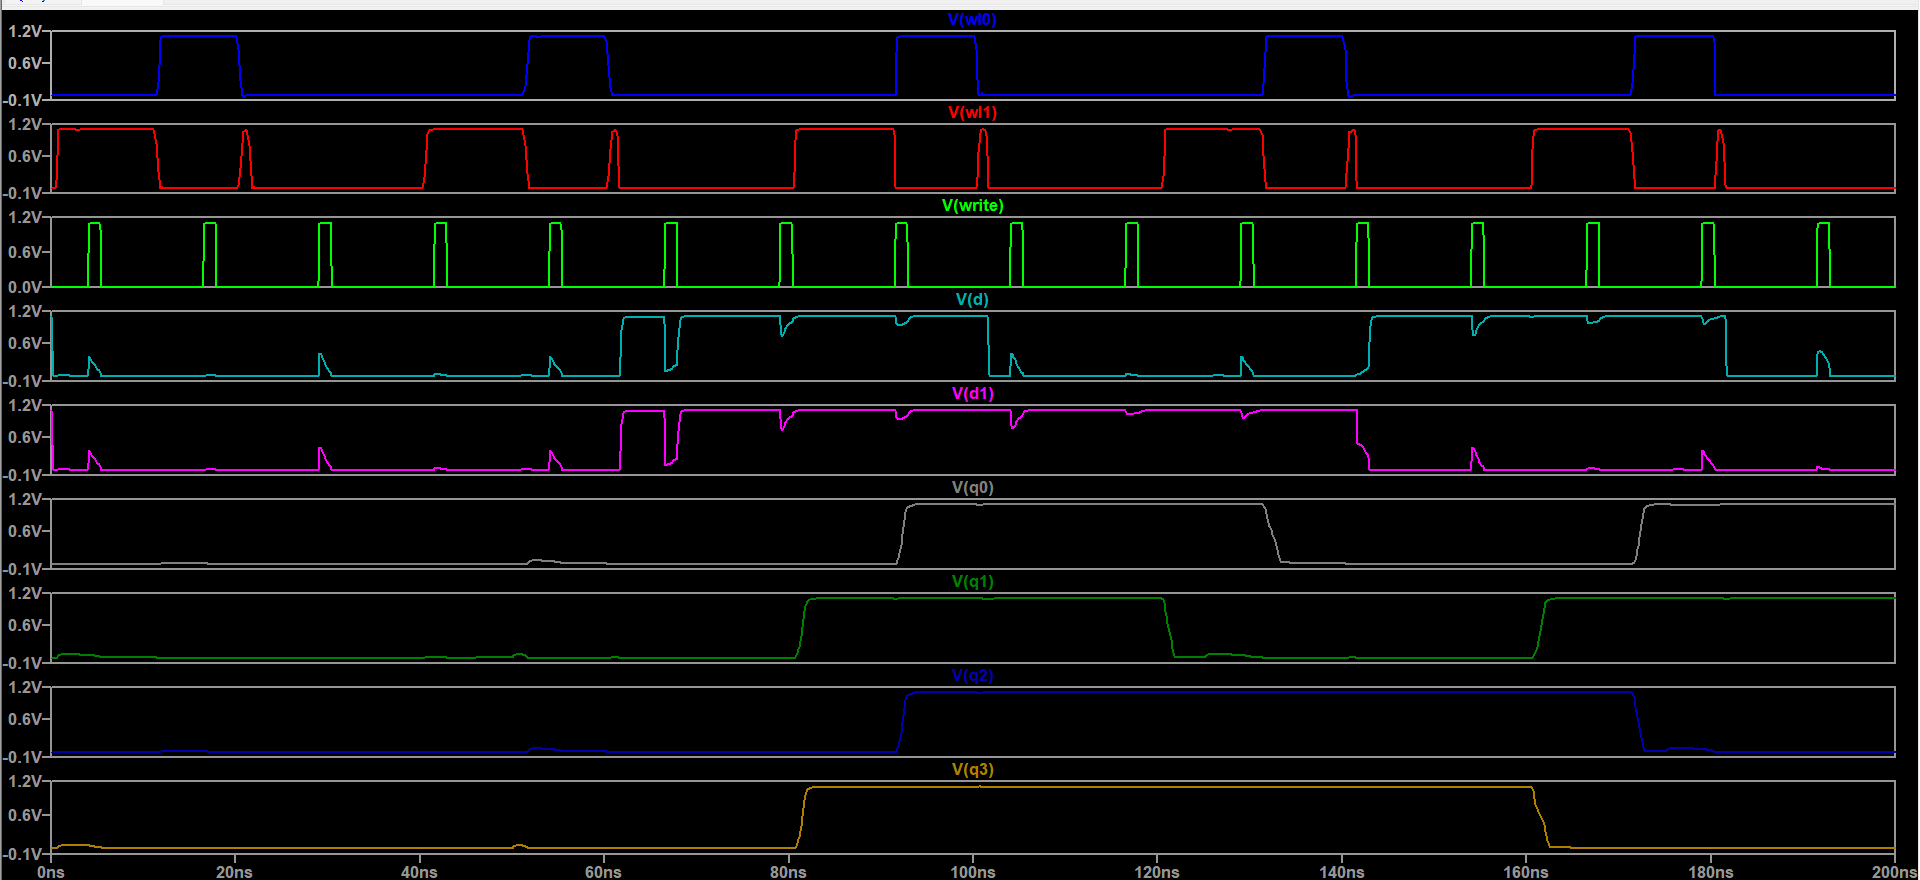 V(wl0)
1.2V
0.6V
-0.1V
V(wl1)
1.2V
0.6V
-0.1V
V(write)
1.2V
0.6V
0.0V
V(d)
1.2V
0.6V
-0.1V
V(d1)
1.2V
0.6V
-0.1V
V(q0)
1.2V
0.6V
-0.1V
V(q1)
1.2V
0.6V
-0.1V
V(q2)
1.2V
0.6V
-0.1V
V(q3)
1.2V
0.6V
-0.1V
0ns 20ns 40ns 60ns 80ns 100ns 120ns 140ns 160ns 180ns 200ns